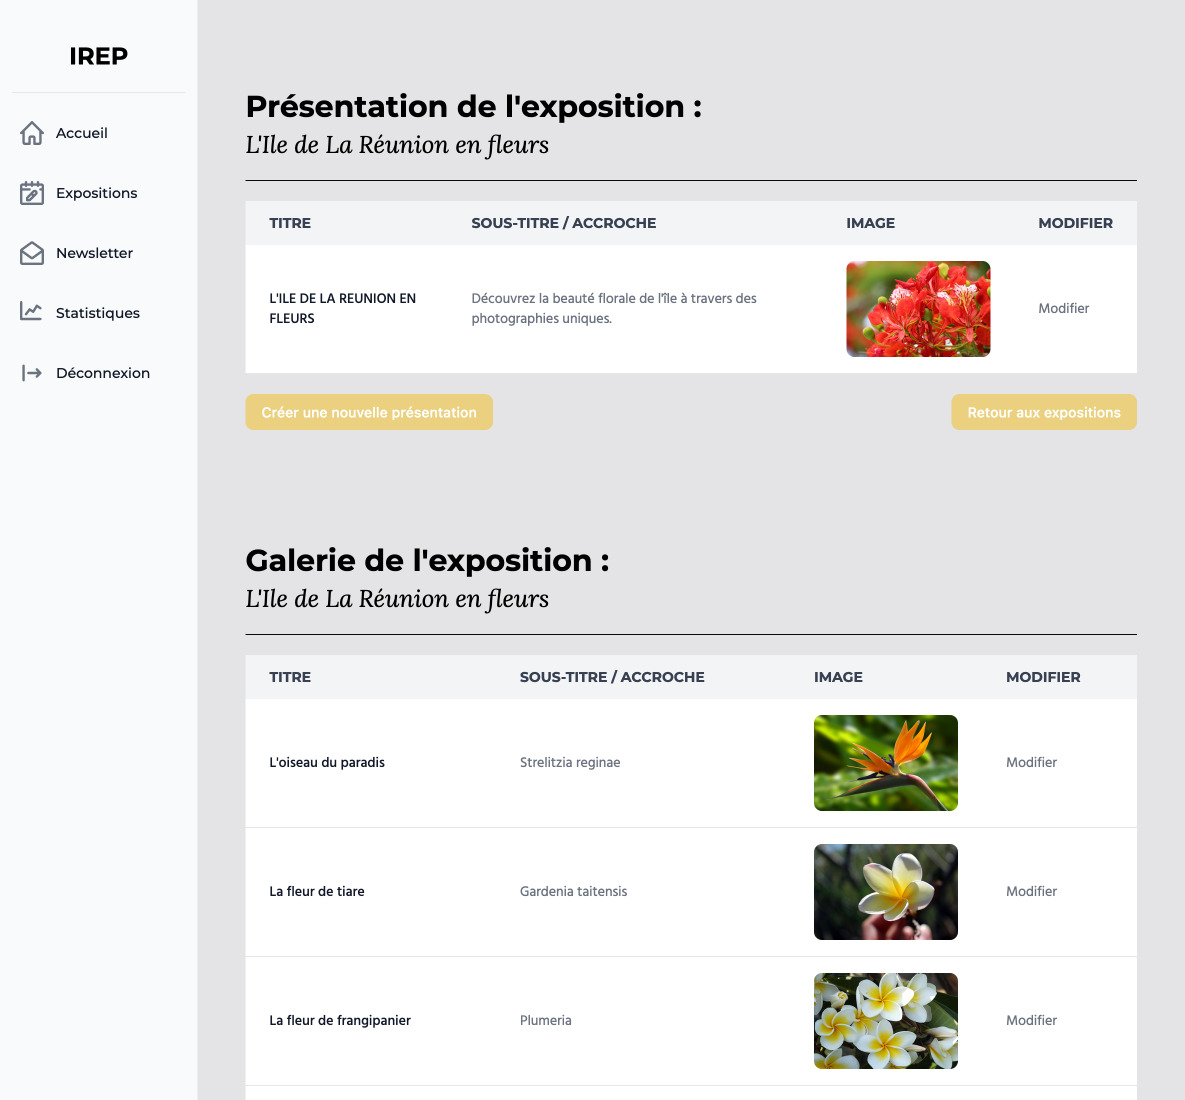 IREP
Accueil
Expositions
Newsletter
Statistiques
Déconnexion
Présentation de l'exposition :
L'Ile de La Réunion en fleurs
TITRE SOUS-TITRE / ACCROCHE IMAGE MODIFIER
L'ILE DE LA REUNION EN
FLEURS
Découvrez la beauté florale de l'île à travers des
photographies uniques.
Modifier
Créer une nouvelle présentation
Retour aux expositions
Galerie de l'exposition :
L'Ile de La Réunion en fleurs
TITRE SOUS-TITRE / ACCROCHE IMAGE MODIFIER
L'oiseau du paradis Strelitzia reginae Modifier
La fleur de tiare Gardenia taitensis Modifier
La fleur de frangipanier Plumeria Modifier